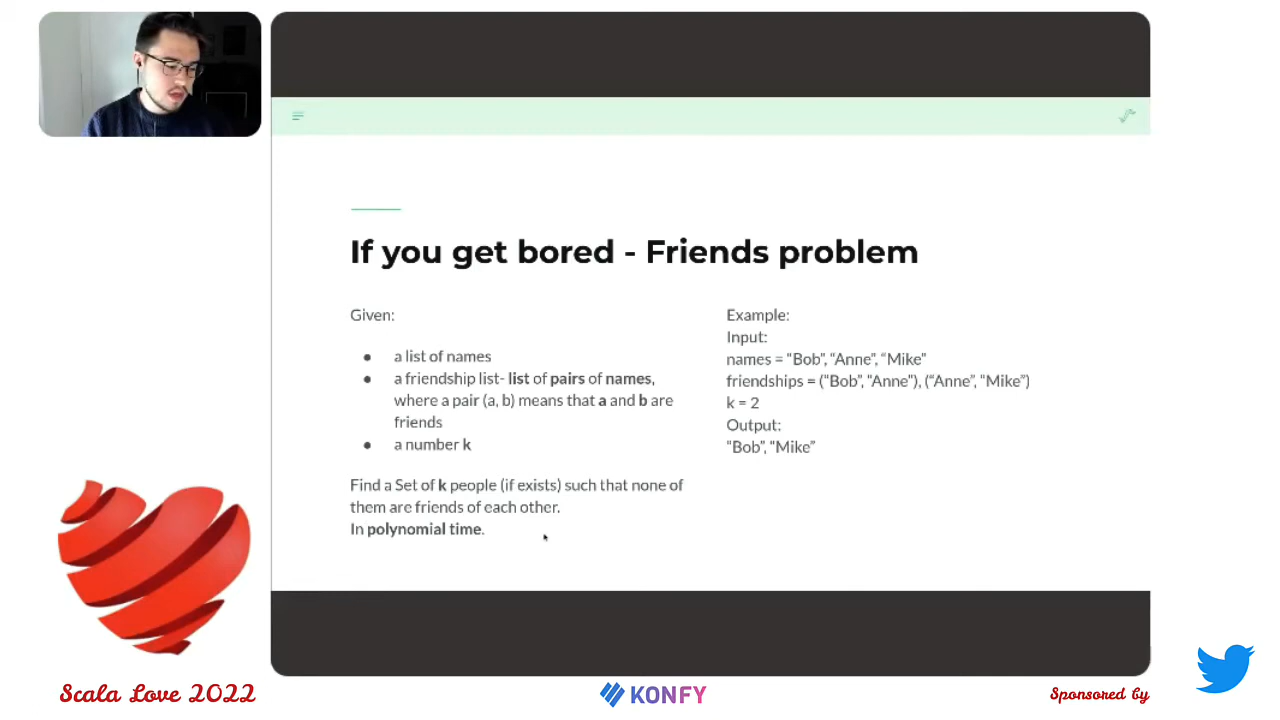 If you get bored - Friends problem
Given:
● a list of names
● a friendship list- list of pairs of names,
where a pair (a, b) means that a and b are
friends
● a number k
Find a Set of k people (if exists) such that none of
them are friends of each other.
In polynomial time.
Example:
Input:
names = “Bob”, “Anne”, “Mike”
friendships = (“Bob”, “Anne”), (“Anne”, “Mike”)
k = 2
Output:
“Bob”, “Mike”
Scala Love 2022
KONFY
Sponsored by